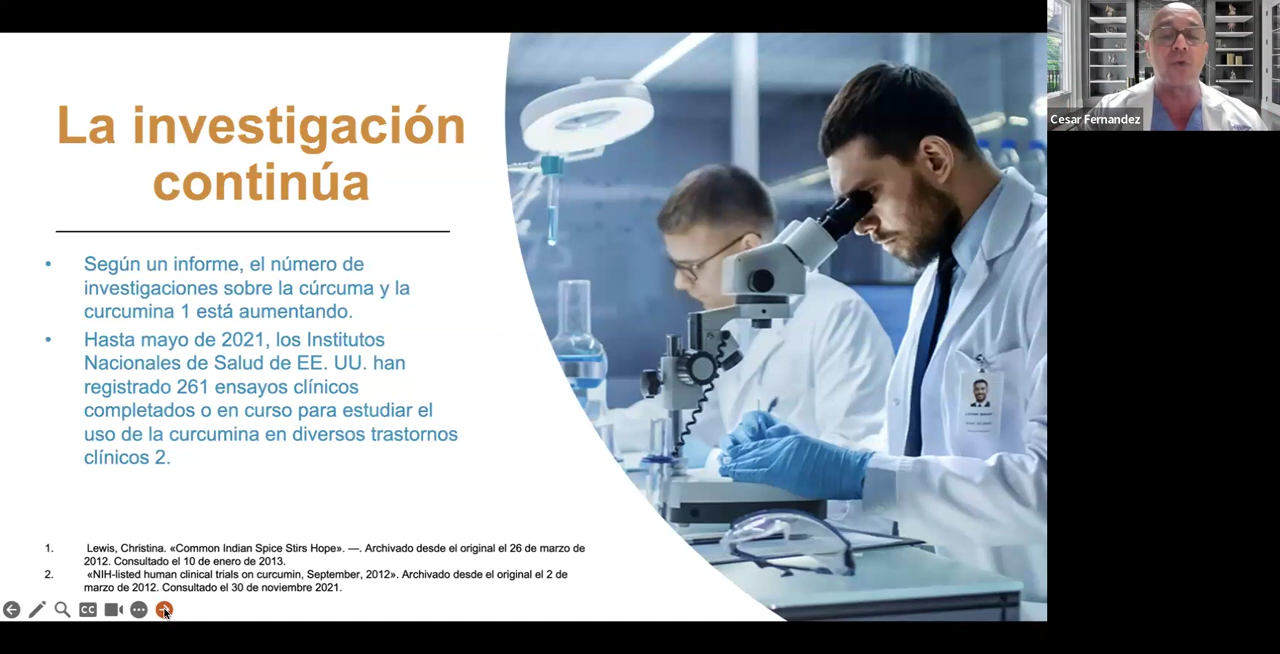 La investigación
continúa
• Según un informe, el número de
investigaciones sobre la cúrcuma y la
curcumina 1 está aumentando.
• Hasta mayo de 2021, los Institutos
Nacionales de Salud de EE. UU. han
registrado 261 ensayos clínicos
completados o en curso para estudiar el
uso de la curcumina en diversos trastornos
clínicos 2.
1. Lewis, Christina. «Common Indian Spice Stirs Hope». —. Archivado desde el original el 26 de marzo de
2012. Consultado el 10 de enero de 2013.
2. «NIH-listed human clinical trials on curcumin, September, 2012». Archivado desde el original el 2 de
marzo de 2012. Consultado el 30 de noviembre 2021.
CC
Cesar Fernandez